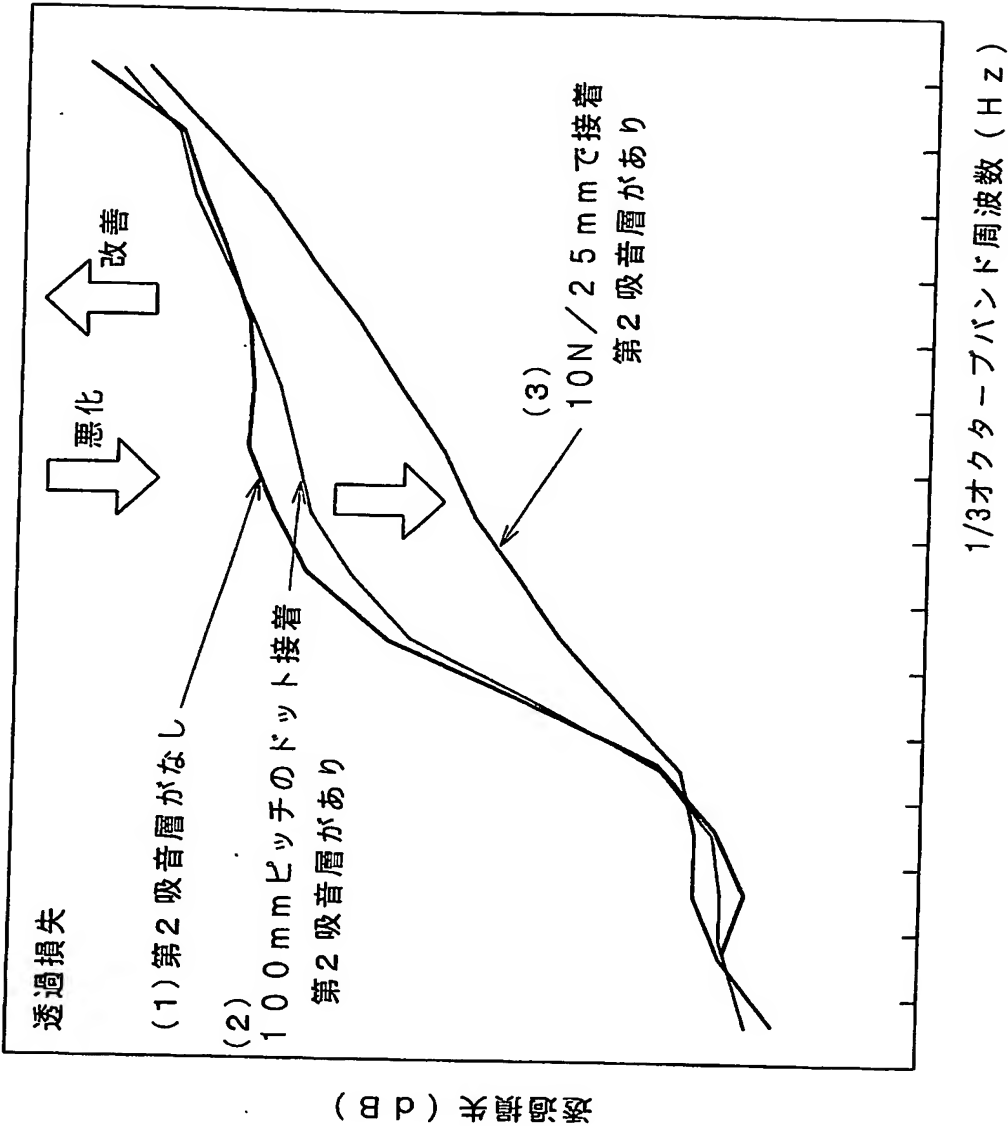 透過損失
(1)第2吸音層がなし
(2)
100mmピッチのドット接着
第2吸音層があり
悪化
改善
(3)
10N/25mmで接着
第2吸音層があり
透過損失(dB)
1/3オクターブバンド周波数(Hz)